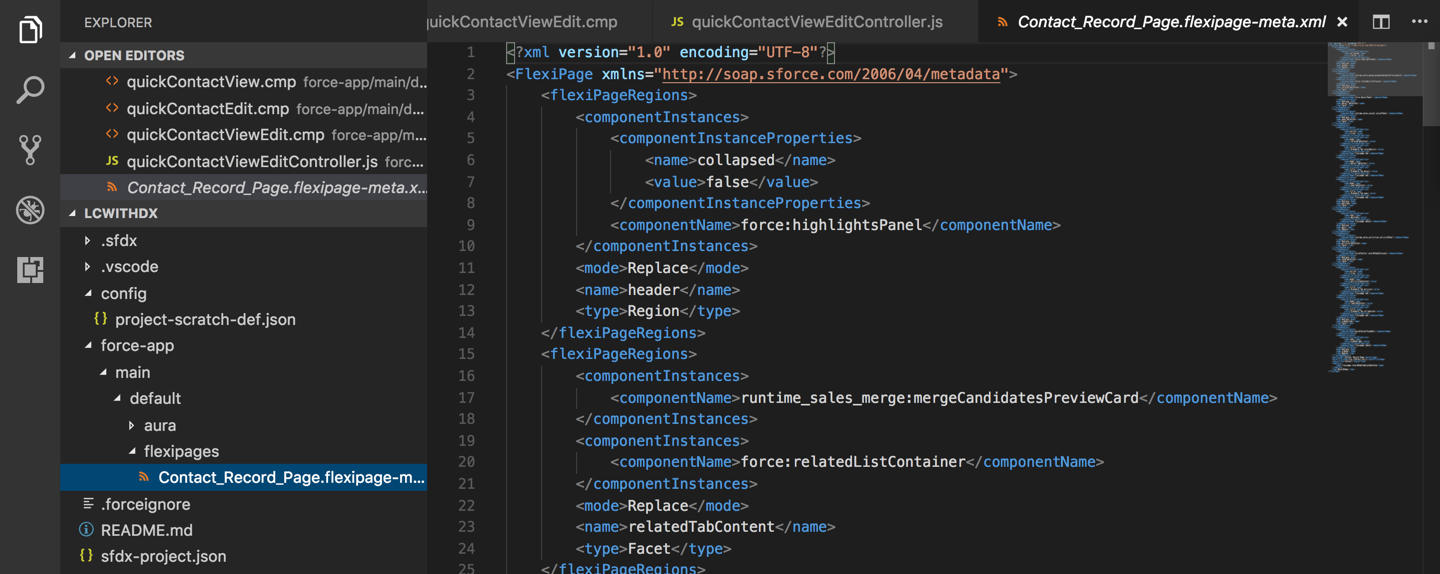 EXPLORER
OPEN EDITORS
quickContactView.cmp force-app/main/d...
quickContactEdit.cmp force-app/main/def...
quickContactViewEdit.cmp force-app/m...
JS quickContactViewEditController.js forc...
Contact_Record_Page.flexipage-meta.x...
LCWITHDX
.sfdx
.vscode
config
{} project-scratch-def.json
force-app
main
default
aura
flexipages
Contact_Record_Page.flexipage-m...
.forceignore
README.md
{} sfdx-project.json
quickContactViewEdit.cmp
JS quickContactViewEditController.js
Contact_Record_Page.flexipage-meta.xml
1 <?xml version="1.0" encoding="UTF-8"?>
2 <FlexiPage xmlns="http://soap.sforce.com/2006/04/metadata">
3 <flexiPageRegions>
4 <componentInstances>
5 <componentInstanceProperties>
6 <name>collapsed</name>
7 <value>false</value>
8 </componentInstanceProperties>
9 <componentName>force:highlightsPanel</componentName>
10 </componentInstances>
11 <mode>Replace</mode>
12 <name>header</name>
13 <type>Region</type>
14 </flexiPageRegions>
15 <flexiPageRegions>
16 <componentInstances>
17 <componentName>runtime_sales_merge:mergeCandidatesPreviewCard</componentName>
18 </componentInstances>
19 <componentInstances>
20 <componentName>force:relatedListContainer</componentName>
21 </componentInstances>
22 <mode>Replace</mode>
23 <name>relatedTabContent</name>
24 <type>Facet</type>
25 </flexiPageRegions>